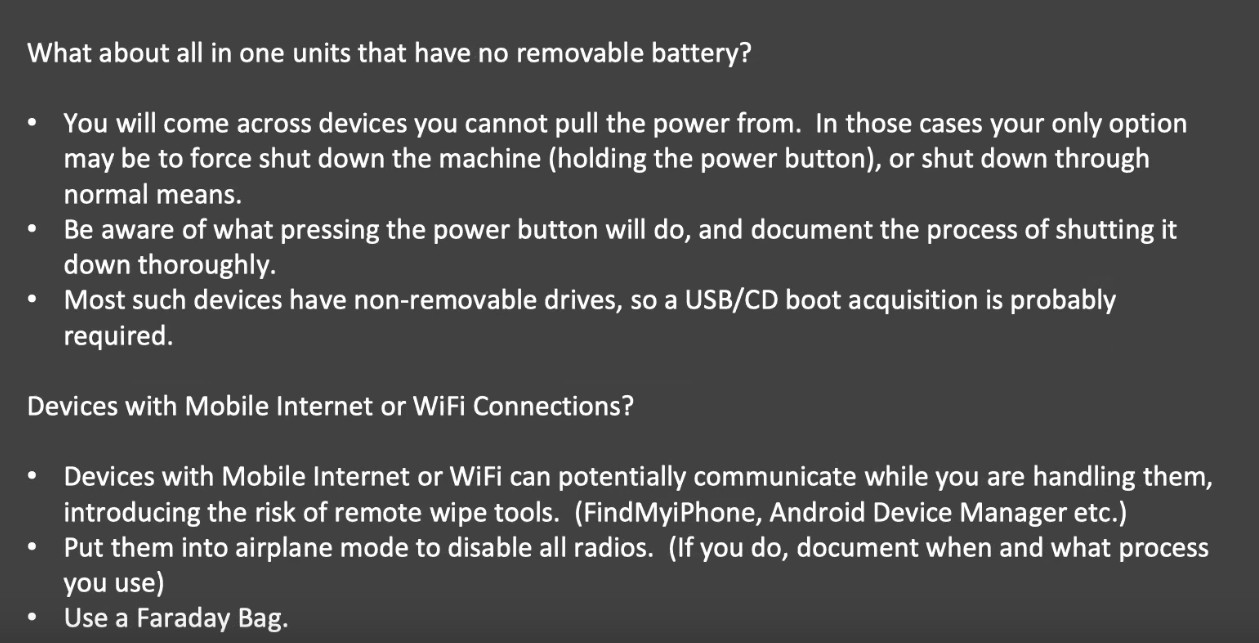 What about all in one units that have no removable battery?
• You will come across devices you cannot pull the power from.  In those cases your only option
may be to force shut down the machine (holding the power button), or shut down through
normal means.
• Be aware of what pressing the power button will do, and document the process of shutting it
down thoroughly.
• Most such devices have non-removable drives, so a USB/CD boot acquisition is probably
required.
Devices with Mobile Internet or WiFi Connections?
• Devices with Mobile Internet or WiFi can potentially communicate while you are handling them,
introducing the risk of remote wipe tools.  (FindMyiPhone, Android Device Manager etc.)
• Put them into airplane mode to disable all radios.  (If you do, document when and what process
you use)
• Use a Faraday Bag.